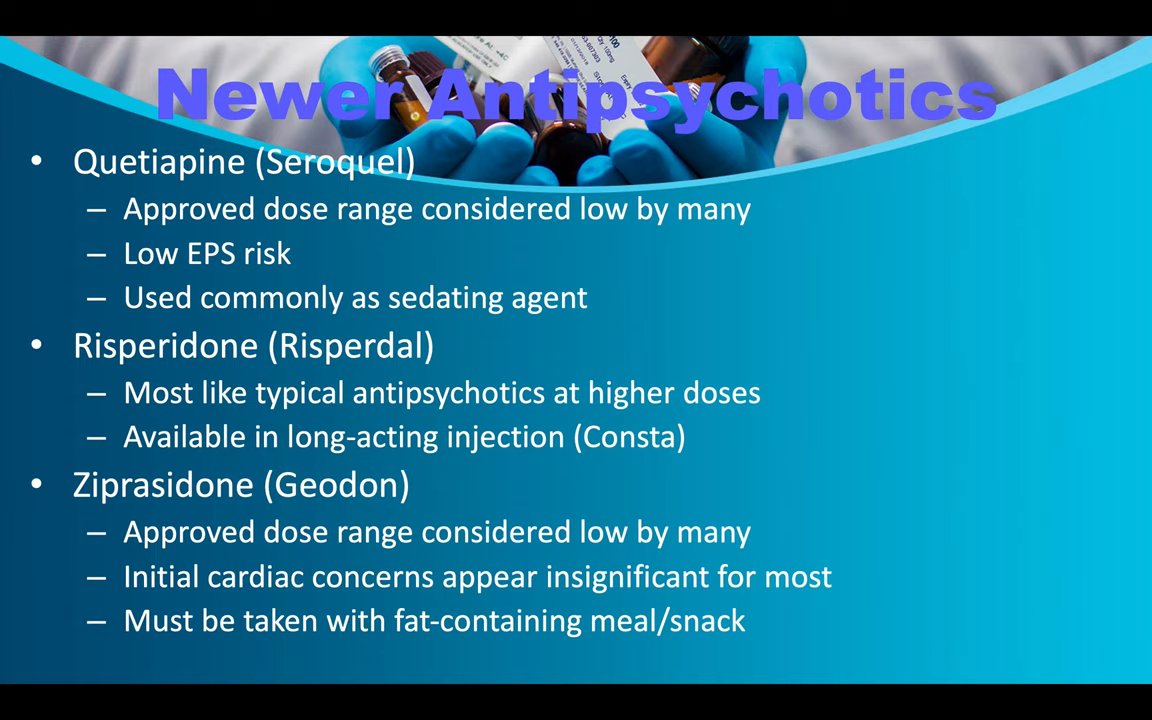 Newer Antipsychotics
• Quetiapine (Seroquel)
– Approved dose range considered low by many
– Low EPS risk
– Used commonly as sedating agent
• Risperidone (Risperdal)
– Most like typical antipsychotics at higher doses
– Available in long-acting injection (Consta)
• Ziprasidone (Geodon)
– Approved dose range considered low by many
– Initial cardiac concerns appear insignificant for most
– Must be taken with fat-containing meal/snack